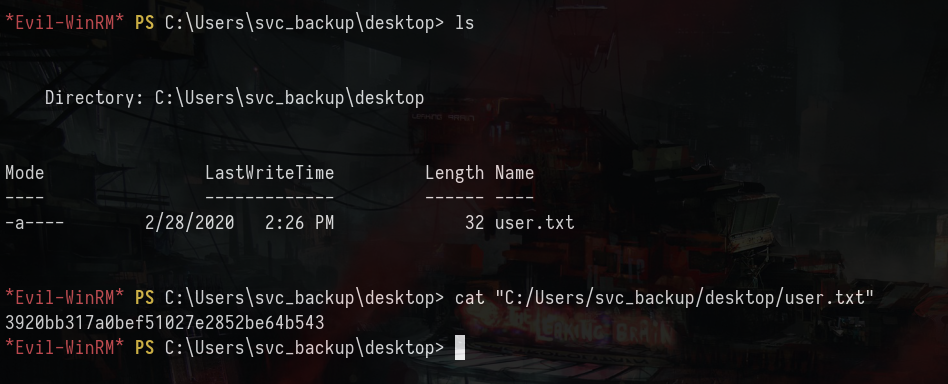 *Evil-WinRM* PS C:\Users\svc_backup\desktop> ls
Directory: C:\Users\svc_backup\desktop
Mode                LastWriteTime         Length Name
----                -------------         ------ ----
-a----        2/28/2020   2:26 PM             32 user.txt
*Evil-WinRM* PS C:\Users\svc_backup\desktop> cat "C:/Users/svc_backup/desktop/user.txt"
3920bb317a0bef51027e2852be64b543
*Evil-WinRM* PS C:\Users\svc_backup\desktop>